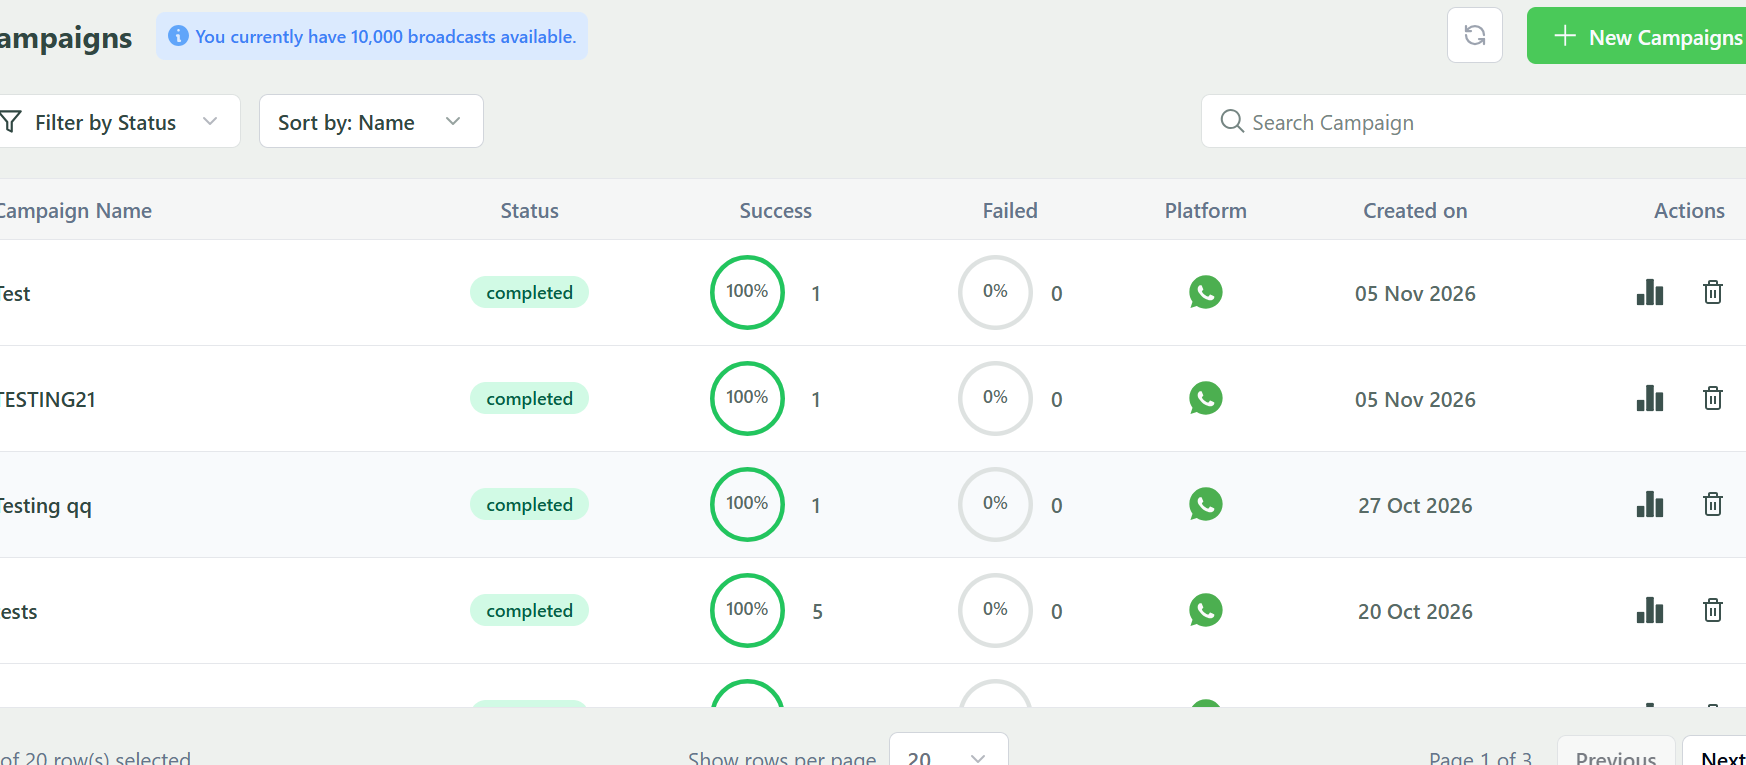 ampaigns
You currently have 10,000 broadcasts available.
New Campaigns
Filter by Status
Sort by: Name
Search Campaign
Campaign Name Status Success Failed Platform Created on Actions
Test completed 100% 1 0% 0 05 Nov 2026
TESTING21 completed 100% 1 0% 0 05 Nov 2026
Testing qq completed 100% 1 0% 0 27 Oct 2026
ests completed 100% 5 0% 0 20 Oct 2026
of 20 row(s) selected Show rows per page 20 Page 1 of 3 Previous Next